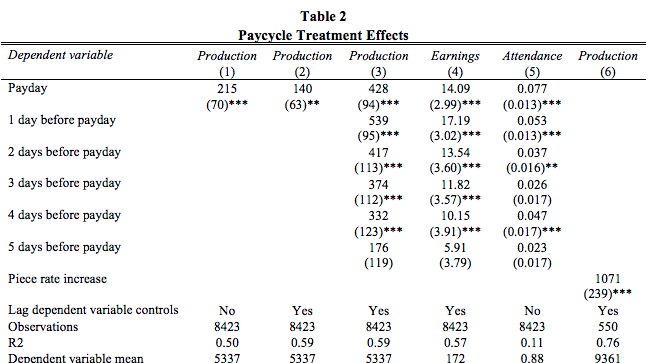 Table 2
Paycycle Treatment Effects
Dependent variable Production Production Production Earnings Attendance Production
(1) (2) (3) (4) (5) (6)
Payday 215 140 428 14.09 0.077
(70)*** (63)** (94)*** (2.99)*** (0.013)***
1 day before payday 539 17.19 0.053
(95)*** (3.02)*** (0.013)***
2 days before payday 417 13.54 0.037
(113)*** (3.60)*** (0.016)**
3 days before payday 374 11.82 0.026
(112)*** (3.57)*** (0.017)
4 days before payday 332 10.15 0.047
(123)*** (3.91)*** (0.017)***
5 days before payday 176 5.91 0.023
(119) (3.79) (0.017)
Piece rate increase 1071
(239)***
Lag dependent variable controls No Yes Yes Yes No Yes
Observations 8423 8423 8423 8423 8423 550
R2 0.50 0.59 0.59 0.57 0.11 0.76
Dependent variable mean 5337 5337 5337 172 0.88 9361